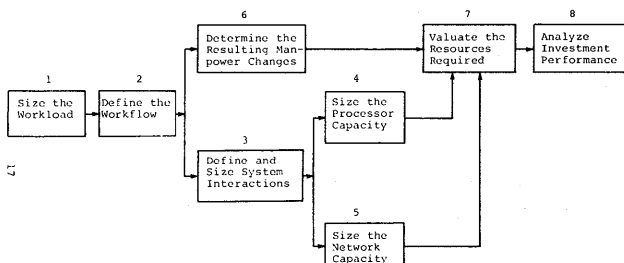 6
Determine the
Resulting Man-
power Changes
7
Valuate the
Resources
Required
8
Analyze
Investment
Performance
1
Size the
Workload
2
Define the
Workflow
4
Size the
Processor
Capacity
3
Define and
Size System
Interactions
5
Size the
Network
Capacity
17